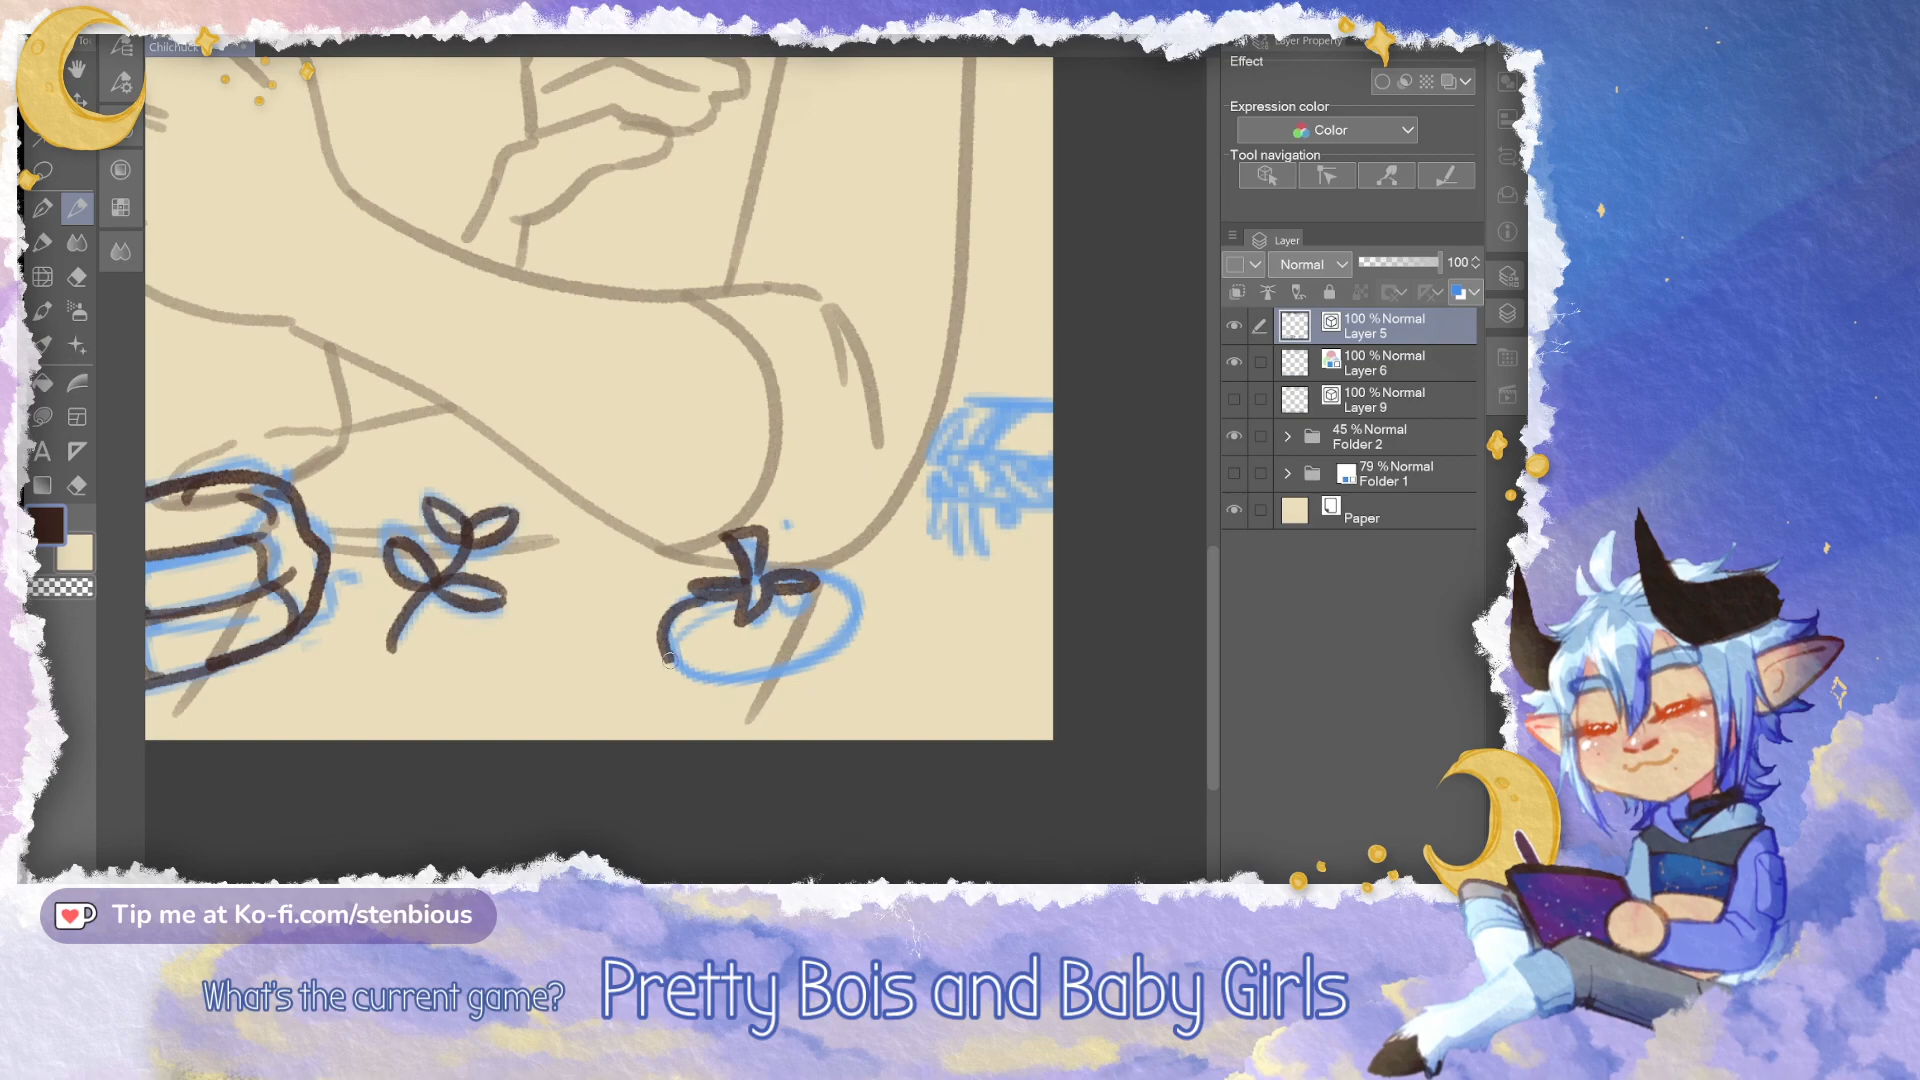 Chilchuck
Layer Property
Effect
Expression color
Color
Tool navigation
Layer
Normal
100
100 % Normal
Layer 5
100 % Normal
Layer 6
100 % Normal
Layer 9
45 % Normal
Folder 2
79 % Normal
Folder 1
Paper
Tip me at Ko-fi.com/stenbious
What's the current game?
Pretty Bois and Baby Girls